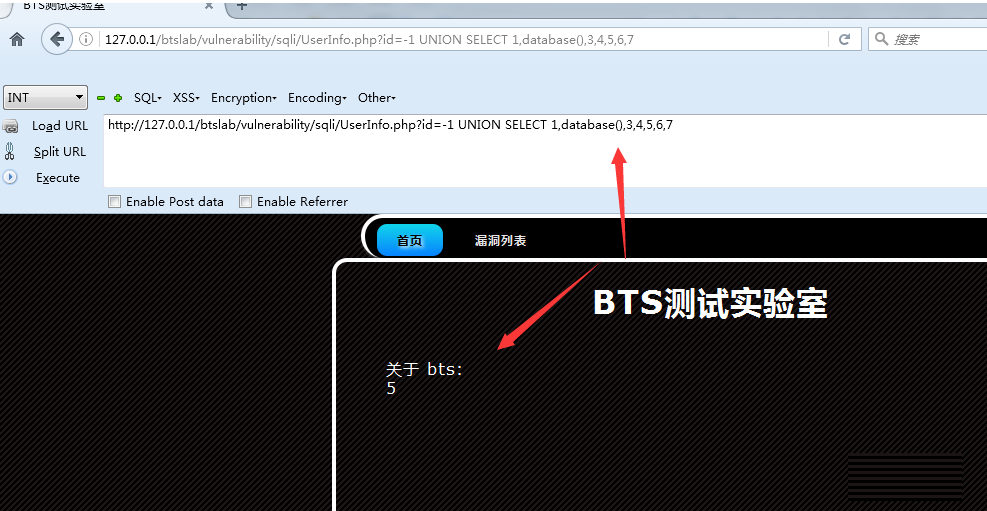 BTS测试实验室
127.0.0.1/btslab/vulnerability/sqli/UserInfo.php?id=-1 UNION SELECT 1,database(),3,4,5,6,7
搜索
INT
SQL
XSS
Encryption
Encoding
Other
Load URL
http://127.0.0.1/btslab/vulnerability/sqli/UserInfo.php?id=-1 UNION SELECT 1,database(),3,4,5,6,7
Split URL
Execute
Enable Post data
Enable Referrer
首页
漏洞列表
BTS测试实验室
关于 bts:
5